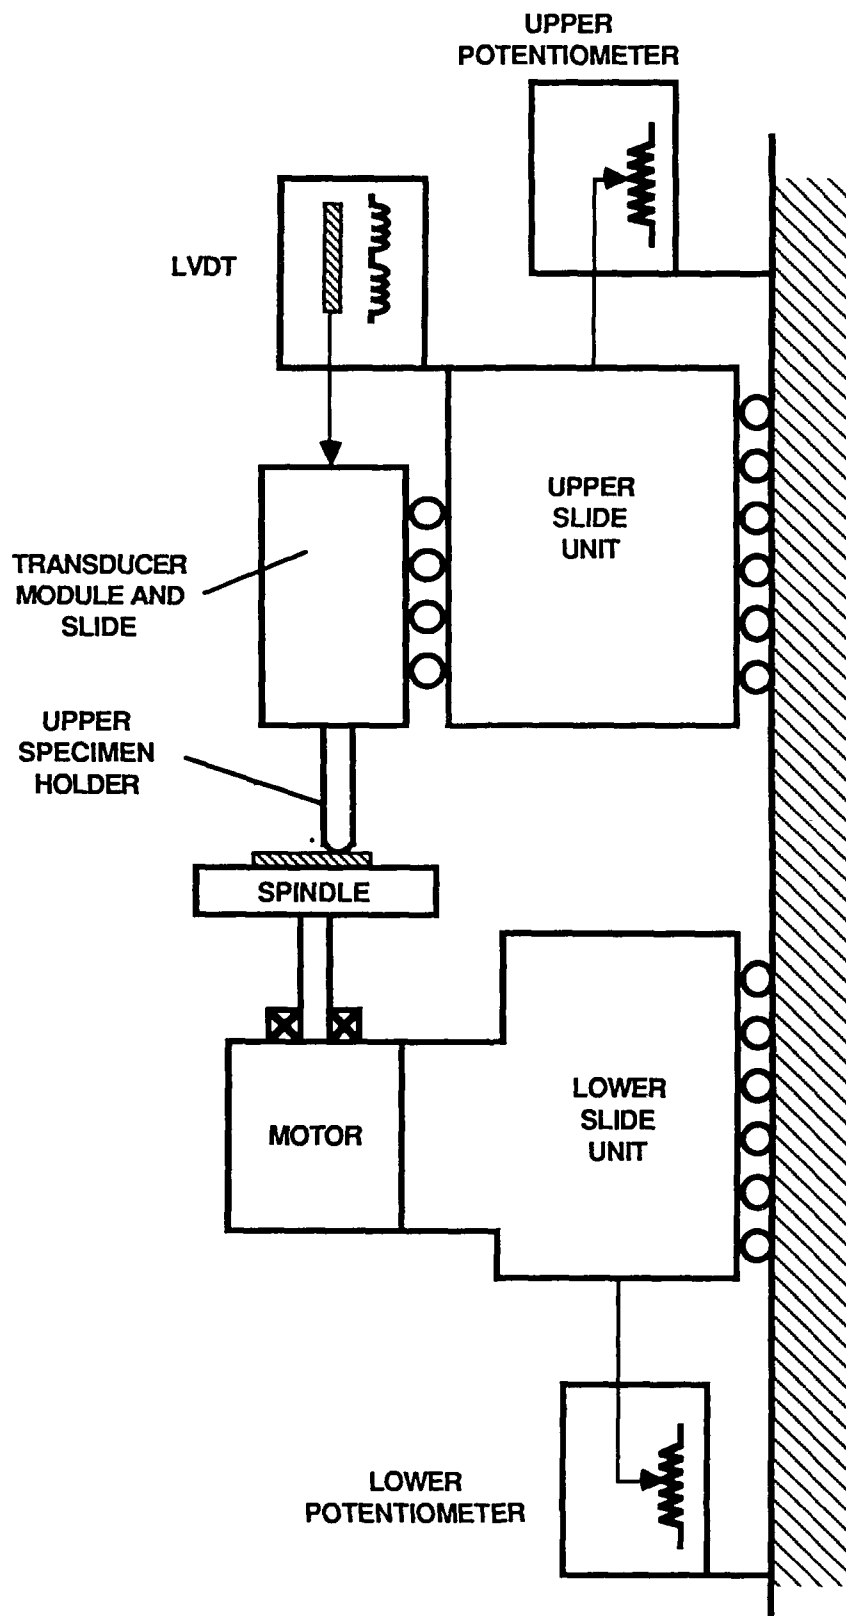 UPPER
POTENTIOMETER
LVDT
UPPER
SLIDE
UNIT
TRANSDUCER
MODULE AND
SLIDE
UPPER
SPECIMEN
HOLDER
SPINDLE
LOWER
SLIDE
UNIT
MOTOR
LOWER
POTENTIOMETER